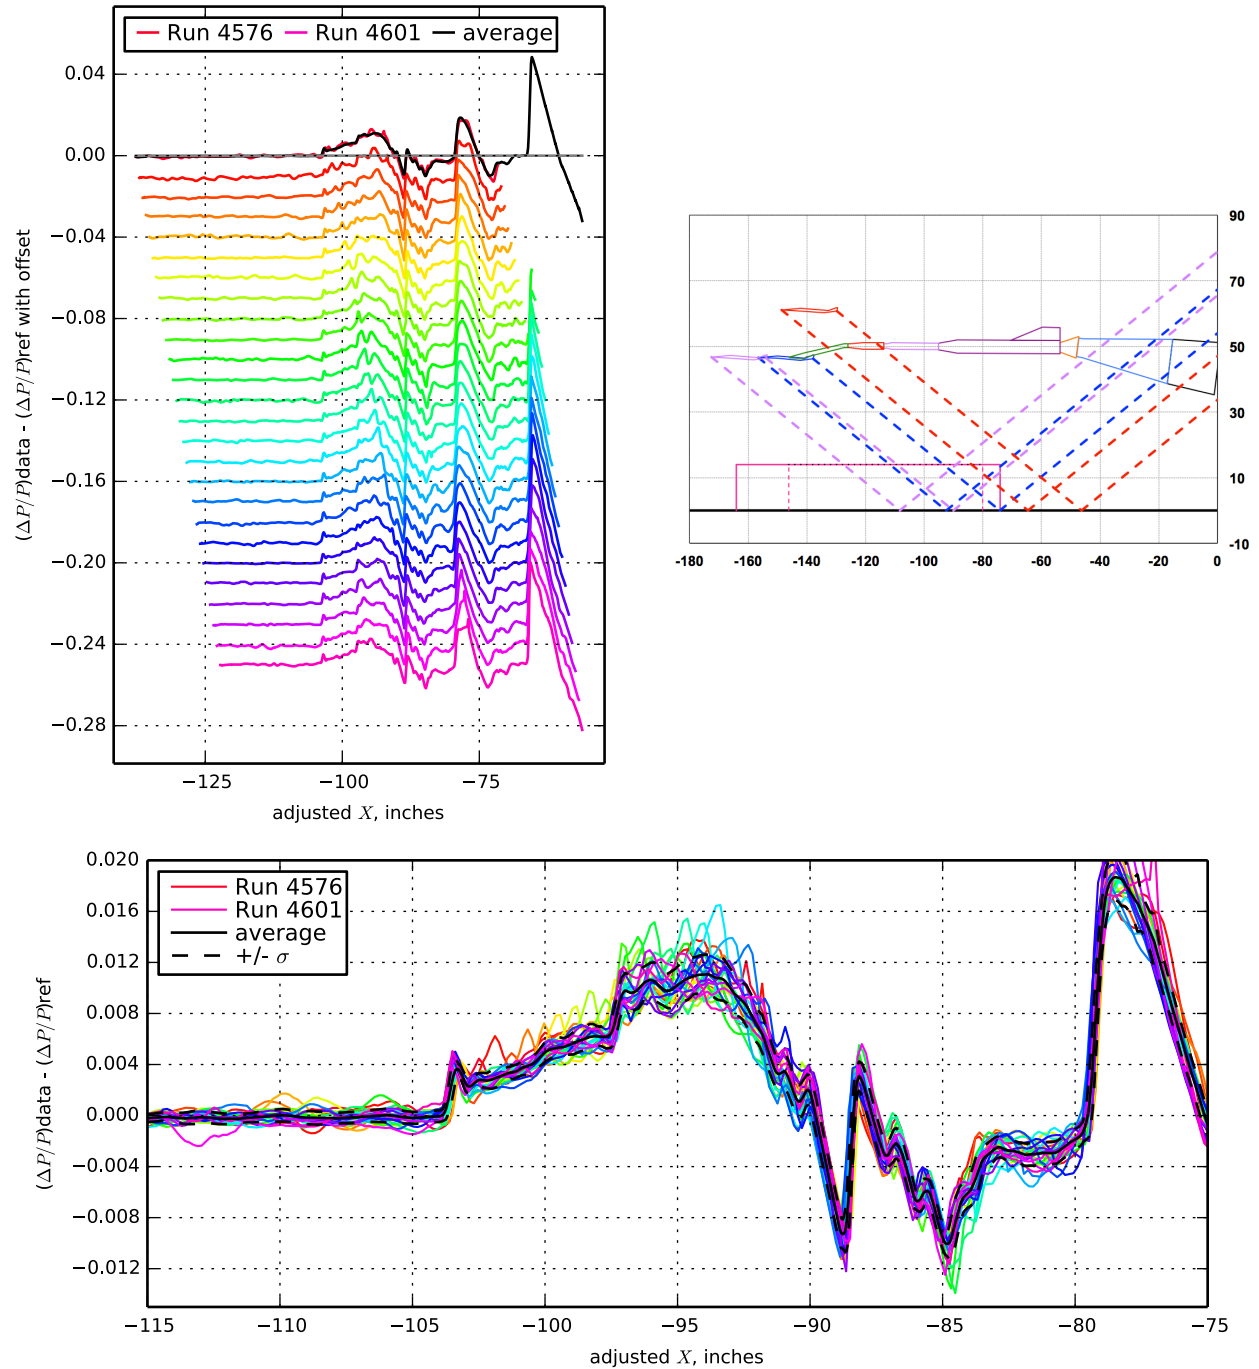 Run 4576 Run 4601 average
0.04
0.00
−0.04
−0.08
−0.12
−0.16
−0.20
−0.24
−0.28
(ΔP/P)data - (ΔP/P)ref with offset
−125 −100 −75
adjusted X, inches
90
70
50
30
10
-10
-180 -160 -140 -120 -100 -80 -60 -40 -20 0
Run 4576
Run 4601
average
+/- σ
0.020
0.016
0.012
0.008
0.004
0.000
−0.004
−0.008
−0.012
(ΔP/P)data - (ΔP/P)ref
−115 −110 −105 −100 −95 −90 −85 −80 −75
adjusted X, inches